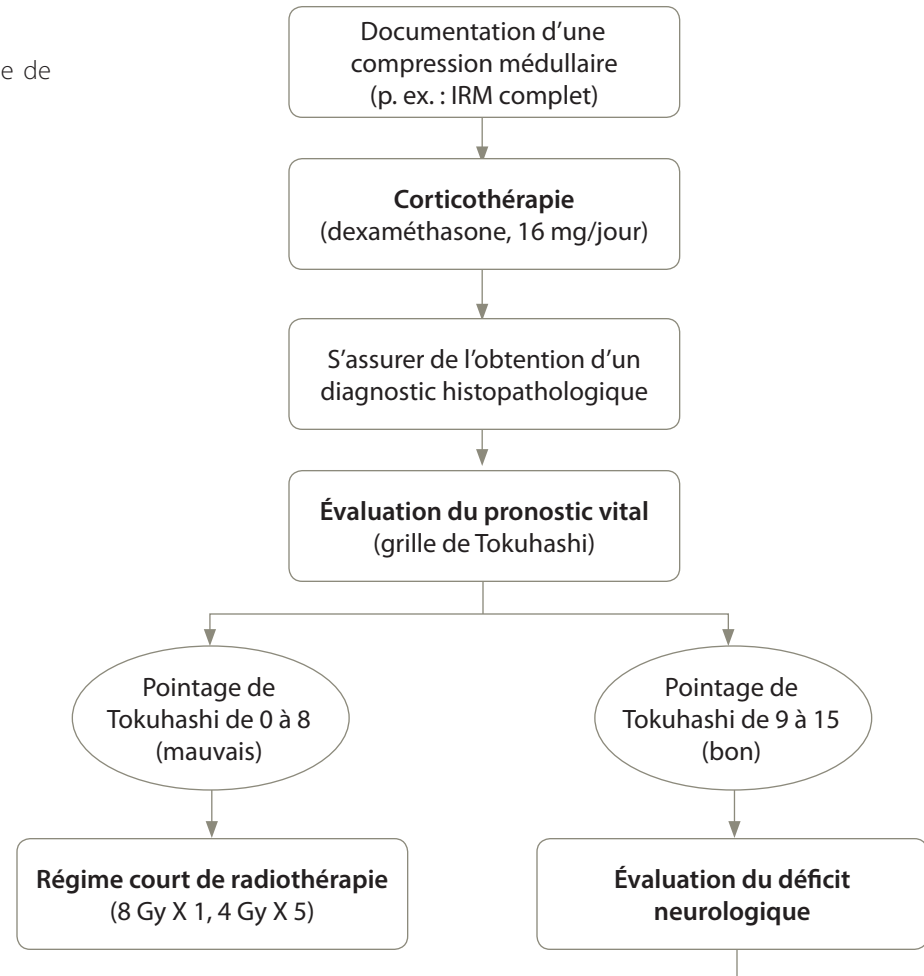 e de
Documentation d’une
compression médullaire
(p. ex. : IRM complet)
Corticothérapie
(dexaméthasone, 16 mg/jour)
S’assurer de l’obtention d’un
diagnostic histopathologique
Évaluation du pronostic vital
(grille de Tokuhashi)
Pointage de
Tokuhashi de 0 à 8
(mauvais)
Pointage de
Tokuhashi de 9 à 15
(bon)
Régime court de radiothérapie
(8 Gy X 1, 4 Gy X 5)
Évaluation du déficit
neurologique